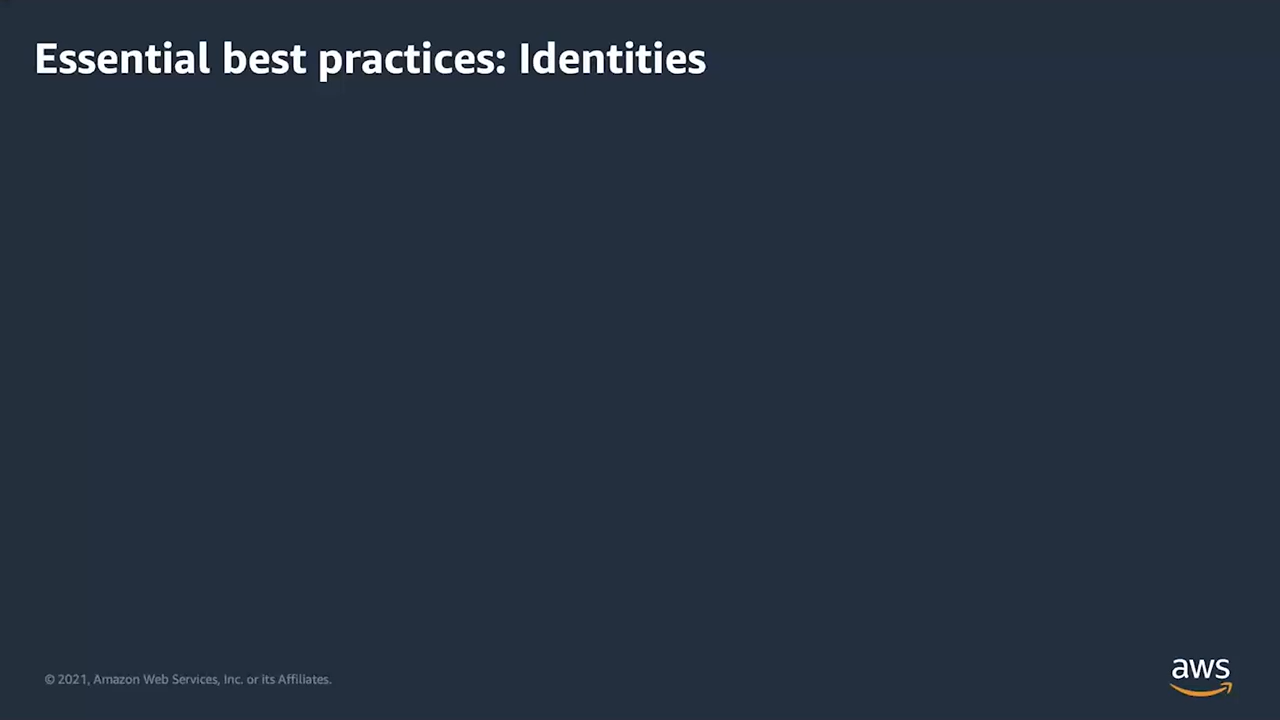 Essential best practices: Identities
© 2021, Amazon Web Services, Inc. or its Affiliates.
aws